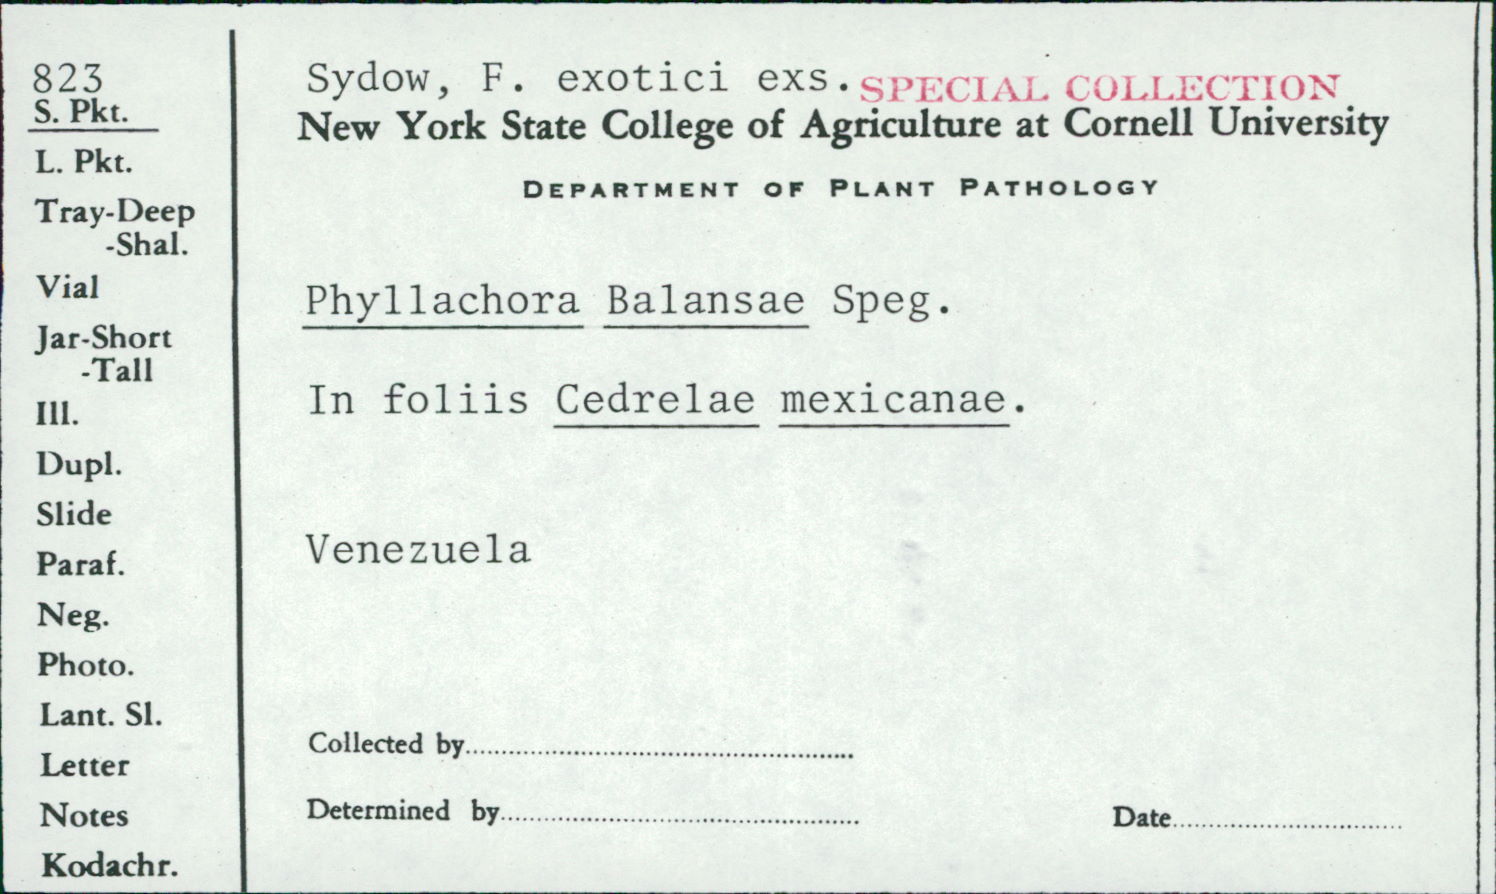 823
S. Pkt.
L. Pkt.
Tray-Deep
-Shal.
Vial
Jar-Short
-Tall
Ill.
Dupl.
Slide
Paraf.
Neg.
Photo.
Lant. Sl.
Letter
Notes
Kodachr.
Sydow, F. exotici exs. SPECIAL COLLECTION
New York State College of Agriculture at Cornell University
DEPARTMENT OF PLANT PATHOLOGY
Phyllachora Balansae Speg.
In foliis Cedrelae mexicanae.
Venezuela
Collected by
Determined by
Date